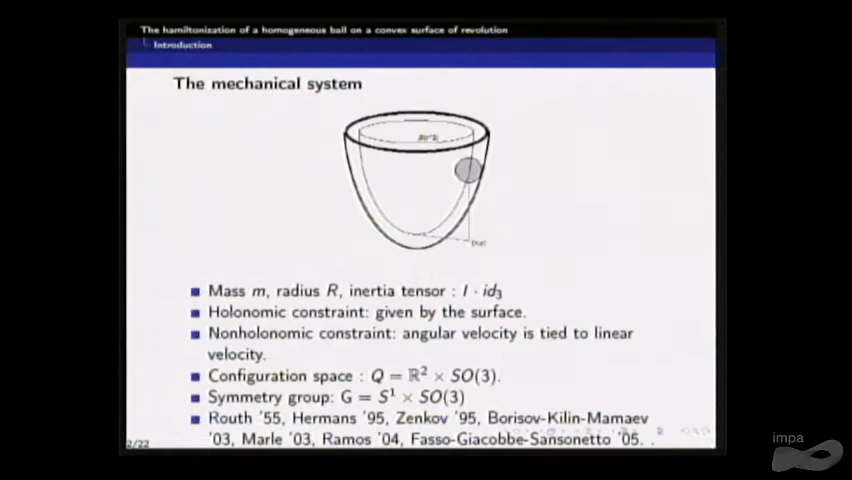 The hamiltonization of a homogeneous ball on a convex surface of revolution
Introduction
The mechanical system
Mass m, radius R, inertia tensor : I · id₃
Holonomic constraint: given by the surface.
Nonholonomic constraint: angular velocity is tied to linear
velocity.
Configuration space : Q = ℝ² × SO(3).
Symmetry group: G = S¹ × SO(3)
Routh '55, Hermans '95, Zenkov '95, Borisov-Kilin-Mamaev
'03, Marle '03, Ramos '04, Fasso-Giacobbe-Sansonetto '05. .
2/22
impa